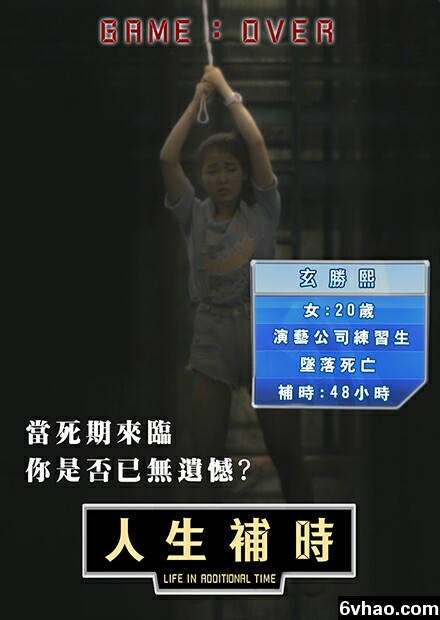 GAME : OVER
玄勝熙
女:20歲
演藝公司練習生
墜落死亡
補時:48小時
當死期來臨
你是否已無遺憾?
人生補時
LIFE IN ADDITIONAL TIME
6vhao.com